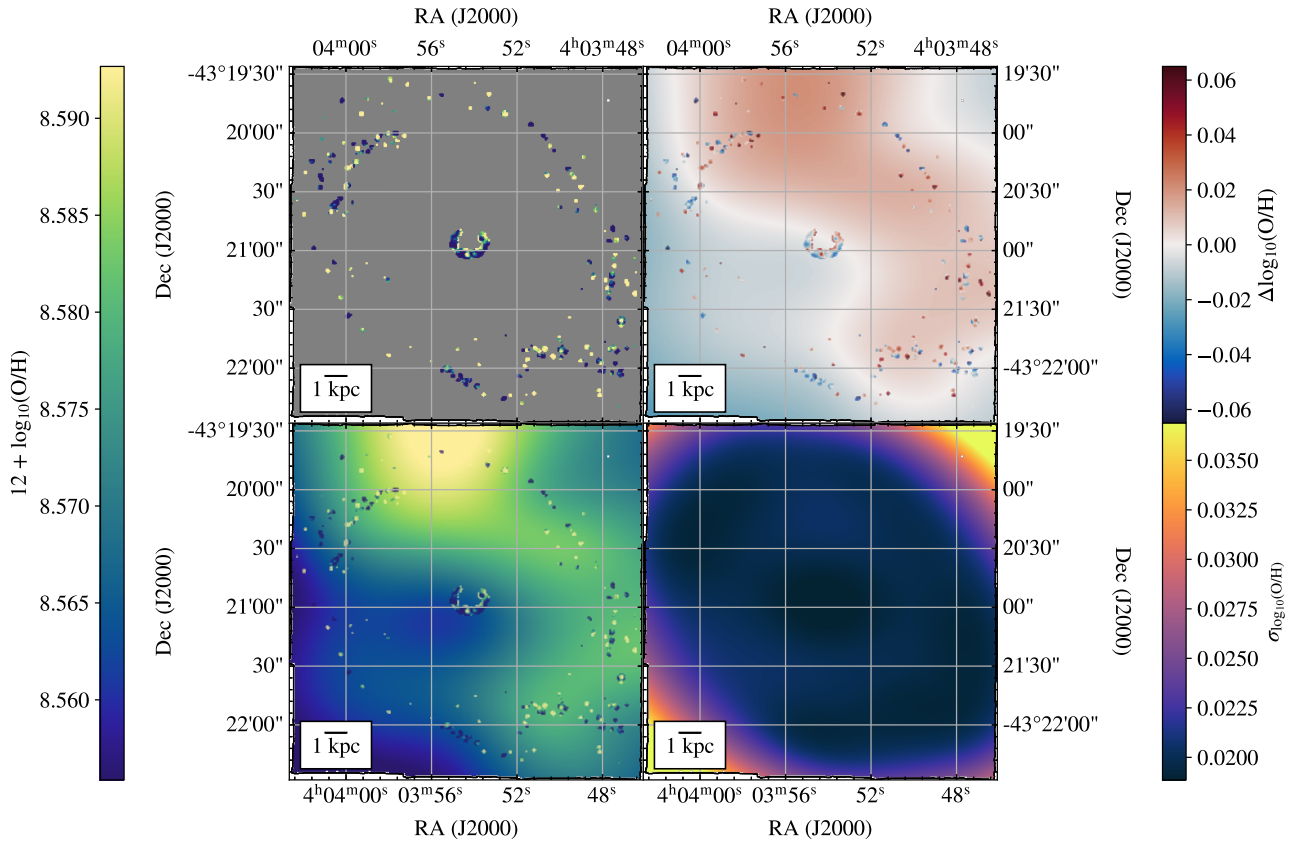 RA (J2000)
04ᵐ00ˢ 56ˢ 52ˢ 4ʰ03ᵐ48ˢ 04ᵐ00ˢ 56ˢ 52ˢ 4ʰ03ᵐ48ˢ
RA (J2000)
-43°19'30"
20'00"
30"
21'00"
30"
22'00"
Dec (J2000)
1 kpc
19'30"
00"
20'30"
00"
21'30"
-43°22'00"
Dec (J2000)
1 kpc
-43°19'30"
20'00"
30"
21'00"
30"
22'00"
Dec (J2000)
1 kpc
19'30"
00"
20'30"
00"
21'30"
-43°22'00"
Dec (J2000)
1 kpc
4ʰ04ᵐ00ˢ 03ᵐ56ˢ 52ˢ 48ˢ 4ʰ04ᵐ00ˢ 03ᵐ56ˢ 52ˢ 48ˢ
RA (J2000)
RA (J2000)
8.590
8.585
8.580
8.575
8.570
8.565
8.560
12 + log₁₀(O/H)
0.06
0.04
0.02
0.00
−0.02
−0.04
−0.06
Δlog₁₀(O/H)
0.0350
0.0325
0.0300
0.0275
0.0250
0.0225
0.0200
σlog₁₀(O/H)